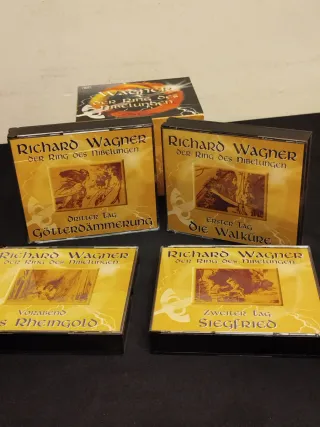 Wagner
der Ring des
Nibelungen
Richard Wagner
der Ring des Nibelungen
Dritter Tag
Götterdämmerung
Richard Wagner
der Ring des Nibelungen
Erster Tag
die Walküre
Richard Wagner
der Ring des Nibelungen
Vorabend
s Rheingold
Richard Wagner
der Ring des Nibelungen
Zweiter Tag
Siegfried